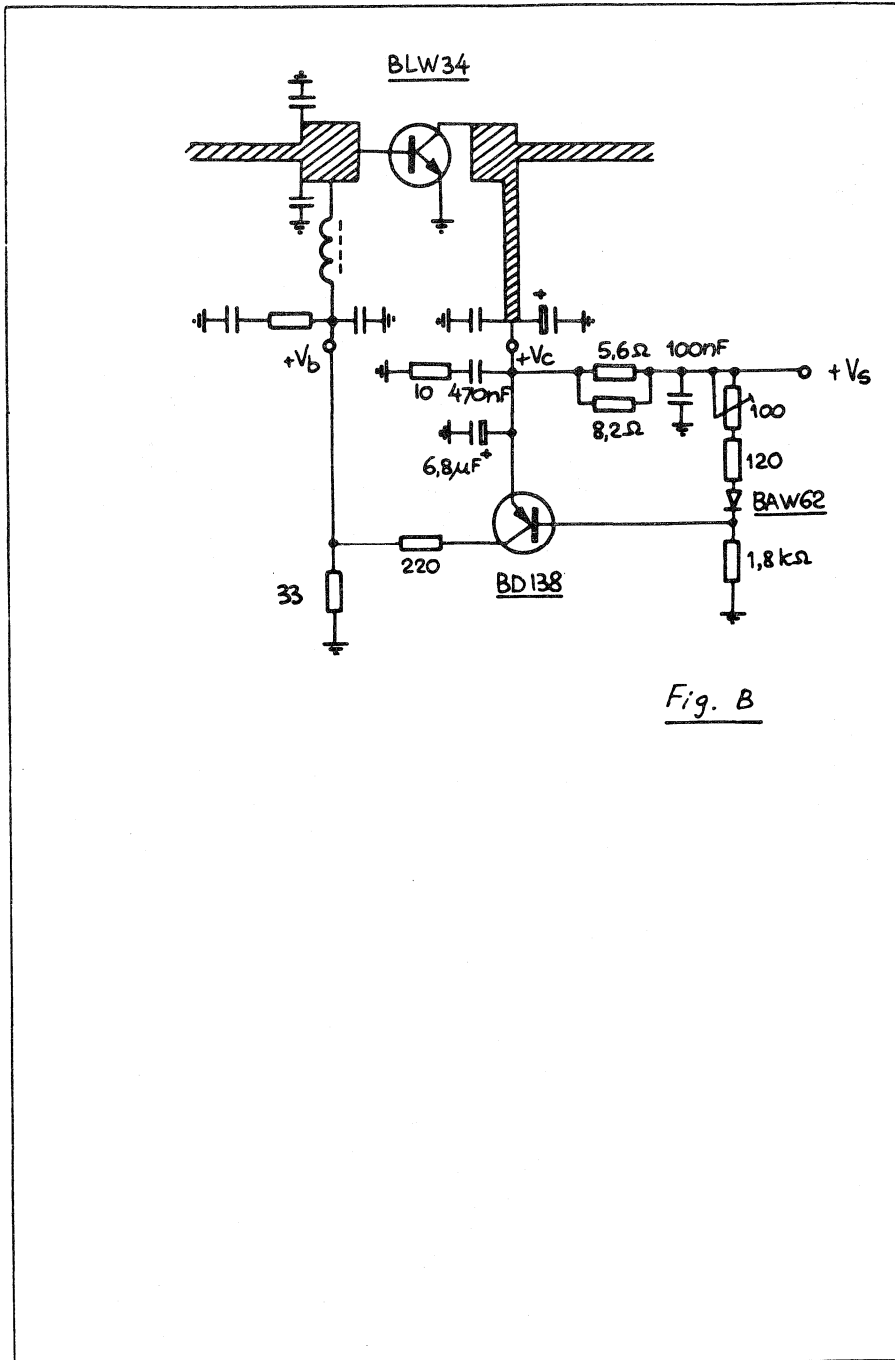 BLW34
+Vb
+Vc
5,6Ω 100nF
+Vs
10 470nF
8,2Ω
100
6,8µF
+
+
120
BAW62
220
BD138
1,8kΩ
33
Fig. B